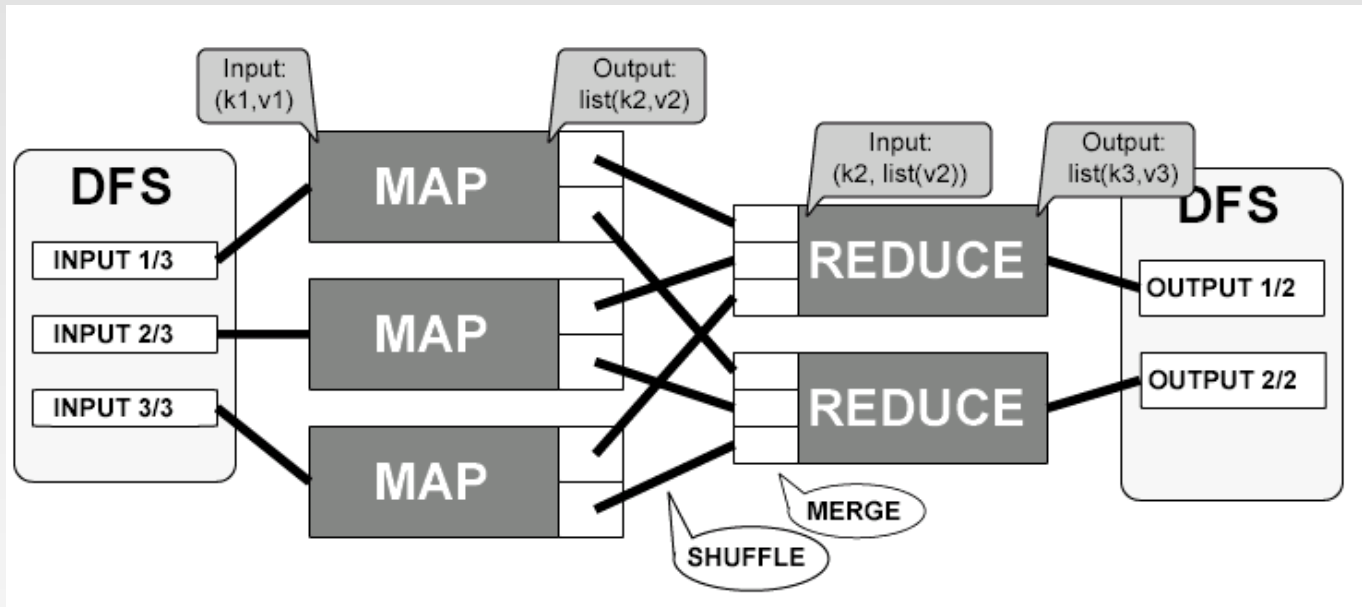 Input:
(k1,v1)
Output:
list(k2,v2)
Input:
(k2, list(v2))
Output:
list(k3,v3)
DFS
INPUT 1/3
INPUT 2/3
INPUT 3/3
MAP
MAP
MAP
REDUCE
REDUCE
DFS
OUTPUT 1/2
OUTPUT 2/2
MERGE
SHUFFLE